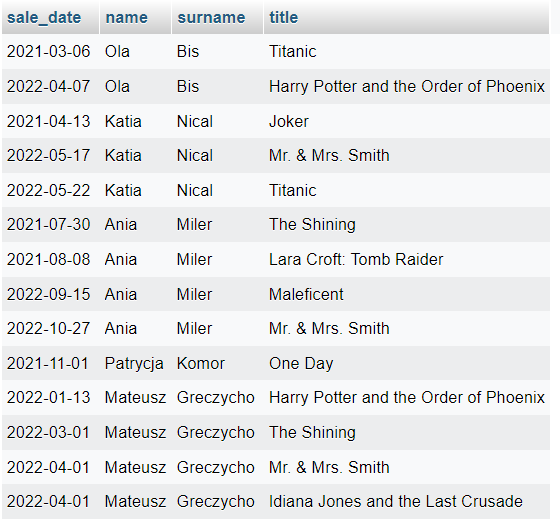 sale_date name surname title
2021-03-06 Ola Bis Titanic
2022-04-07 Ola Bis Harry Potter and the Order of Phoenix
2021-04-13 Katia Nical Joker
2022-05-17 Katia Nical Mr. & Mrs. Smith
2022-05-22 Katia Nical Titanic
2021-07-30 Ania Miler The Shining
2021-08-08 Ania Miler Lara Croft: Tomb Raider
2022-09-15 Ania Miler Maleficent
2022-10-27 Ania Miler Mr. & Mrs. Smith
2021-11-01 Patrycja Komor One Day
2022-01-13 Mateusz Greczycho Harry Potter and the Order of Phoenix
2022-03-01 Mateusz Greczycho The Shining
2022-04-01 Mateusz Greczycho Mr. & Mrs. Smith
2022-04-01 Mateusz Greczycho Idiana Jones and the Last Crusade